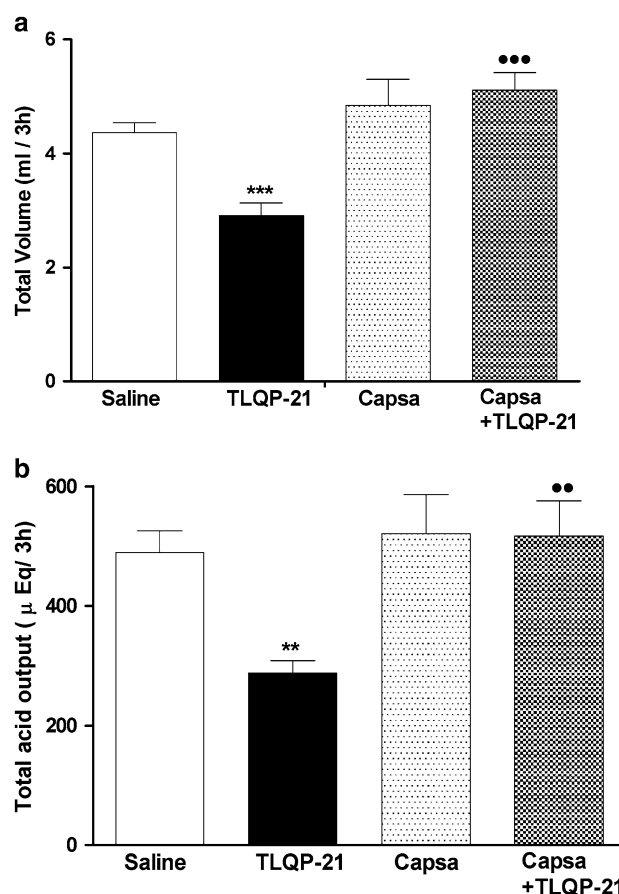 a
Total Volume (ml / 3h)
6
4
2
0
***
•••
Saline
TLQP-21
Capsa
Capsa
+TLQP-21
b
Total acid output ( μ Eq/ 3h)
600
400
200
0
**
••
Saline
TLQP-21
Capsa
Capsa
+TLQP-21